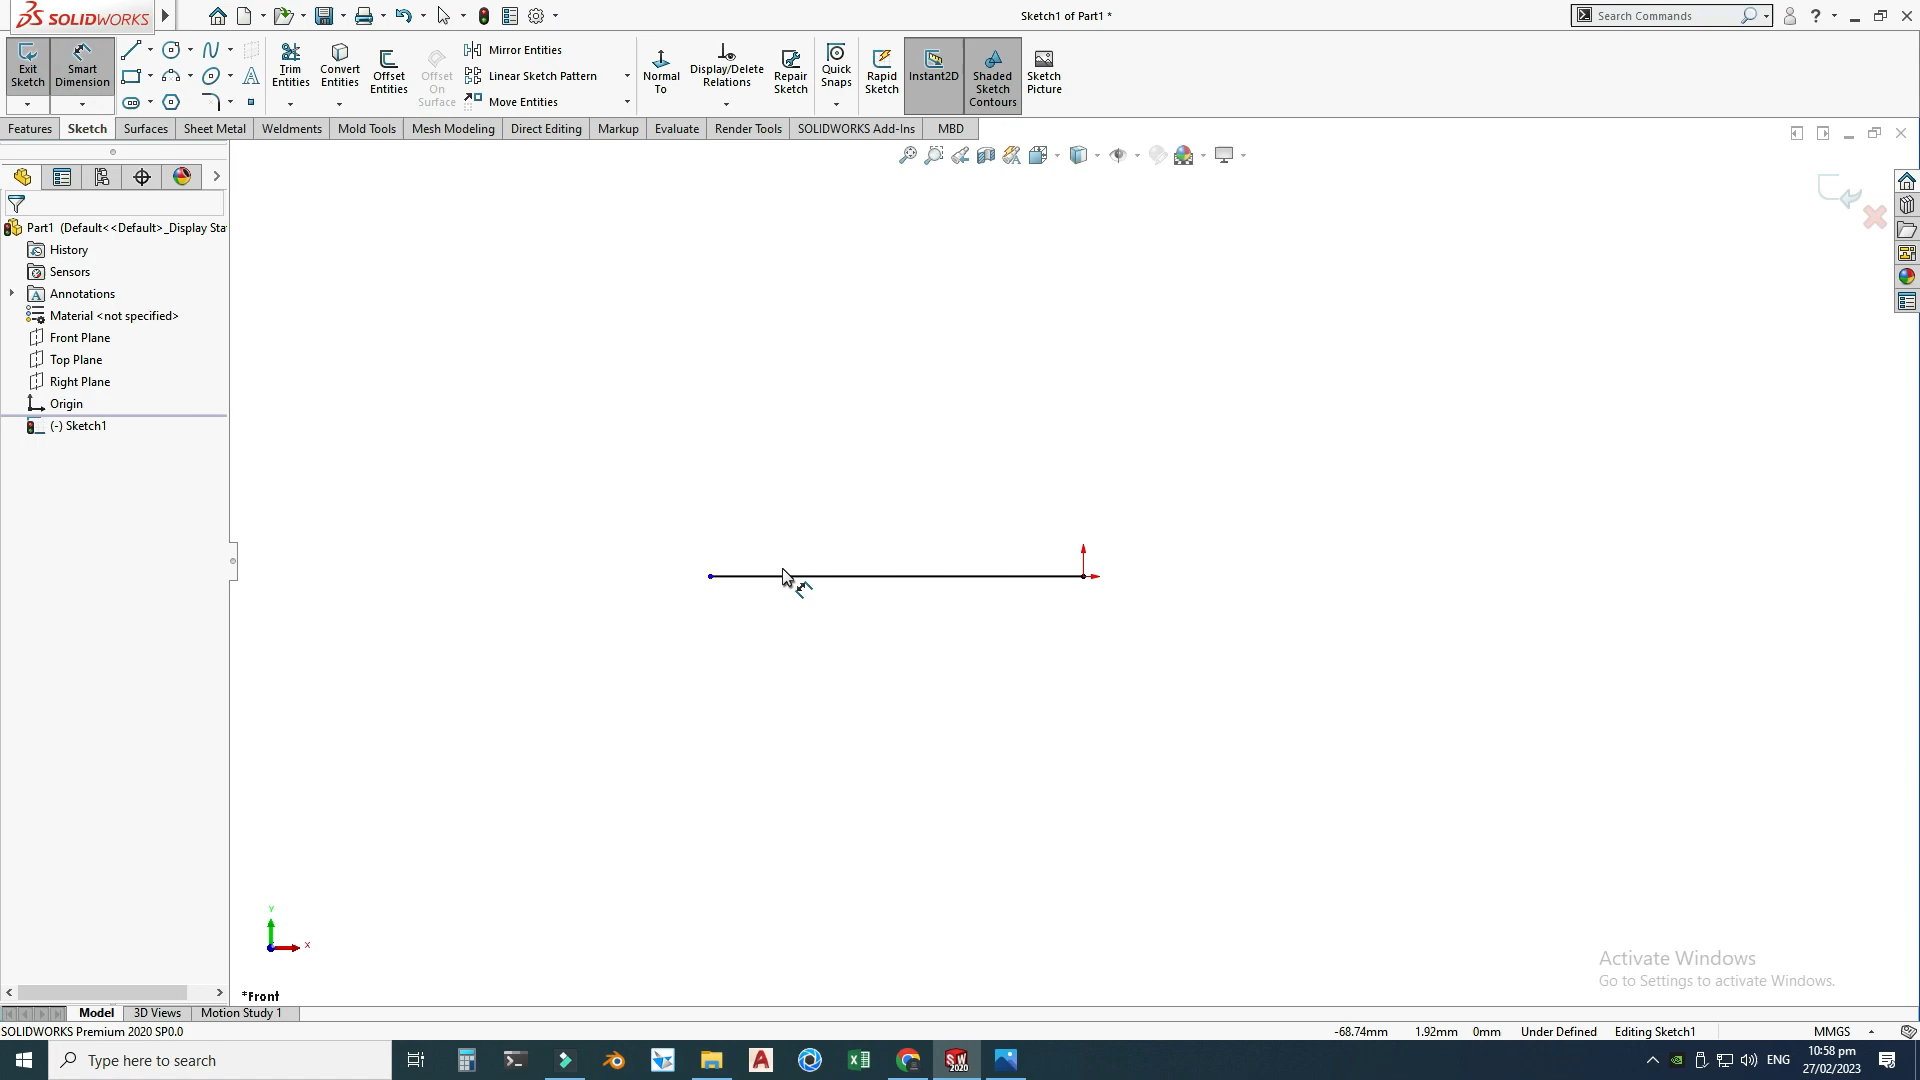 SOLIDWORKS
Sketch1 of Part1 *
Search Commands
Exit Sketch
Smart Dimension
Trim Entities
Convert Entities
Offset Entities
Offset On Surface
Mirror Entities
Linear Sketch Pattern
Move Entities
Normal To
Display/Delete Relations
Repair Sketch
Quick Snaps
Rapid Sketch
Instant2D
Shaded Sketch Contours
Sketch Picture
Features Sketch Surfaces Sheet Metal Weldments Mold Tools Mesh Modeling Direct Editing Markup Evaluate Render Tools SOLIDWORKS Add-Ins MBD
Part1 (Default<<Default>_Display Sta
History
Sensors
Annotations
Material <not specified>
Front Plane
Top Plane
Right Plane
Origin
(-) Sketch1
Y
X
*Front
Activate Windows
Go to Settings to activate Windows.
Model 3D Views Motion Study 1
SOLIDWORKS Premium 2020 SP0.0
-68.74mm 1.92mm 0mm Under Defined Editing Sketch1 MMGS
Type here to search
SW 2020
ENG
10:58 pm
27/02/2023